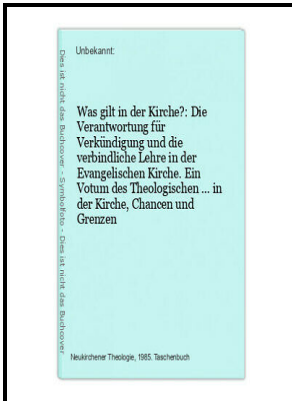 Unbekannt:
Was gilt in der Kirche?: Die
Verantwortung für
Verkündigung und die
verbindliche Lehre in der
Evangelischen Kirche. Ein
Votum des Theologischen ... in
der Kirche, Chancen und
Grenzen
Neukirchener Theologie, 1985. Taschenbuch
Dies ist nicht das Buchcover - Symbolfoto - Dies ist nicht das Buchcover